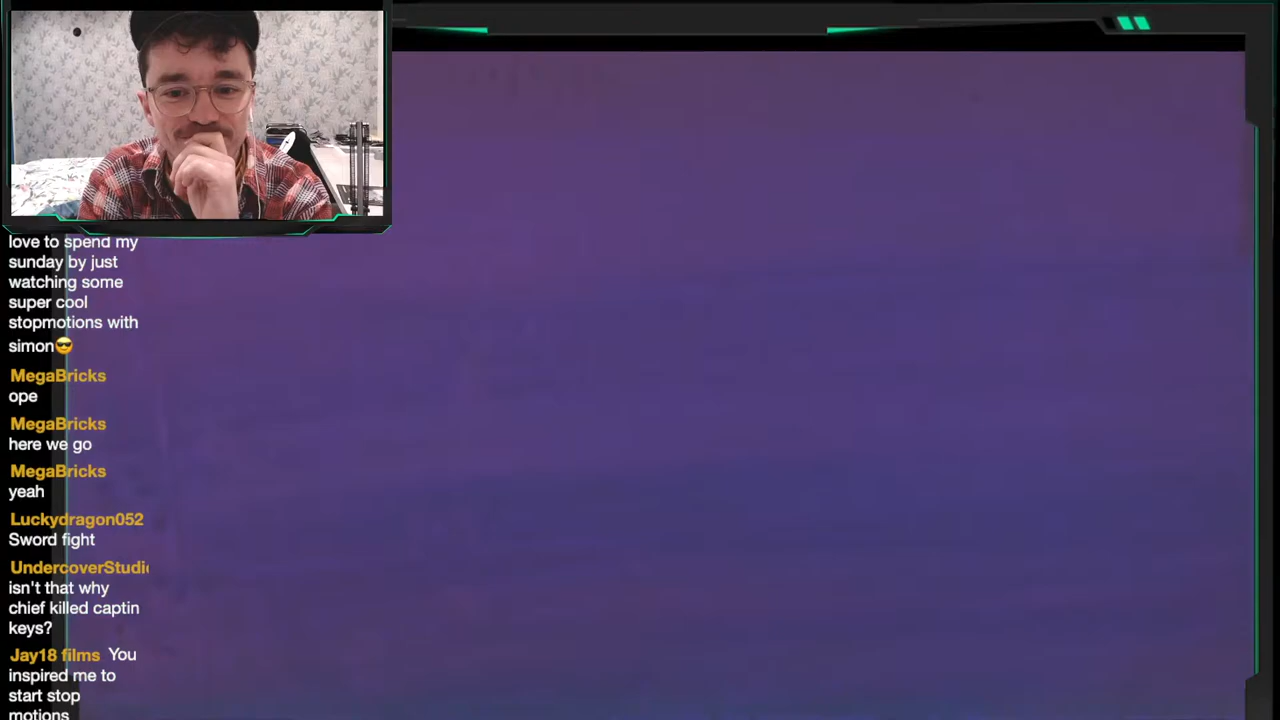 love to spend my
sunday by just
watching some
super cool
stopmotions with
simon😎
MegaBricks
ope
MegaBricks
here we go
MegaBricks
yeah
Luckydragon052
Sword fight
UndercoverStudi
isn't that why
chief killed captin
keys?
Jay18 films You
inspired me to
start stop
motions